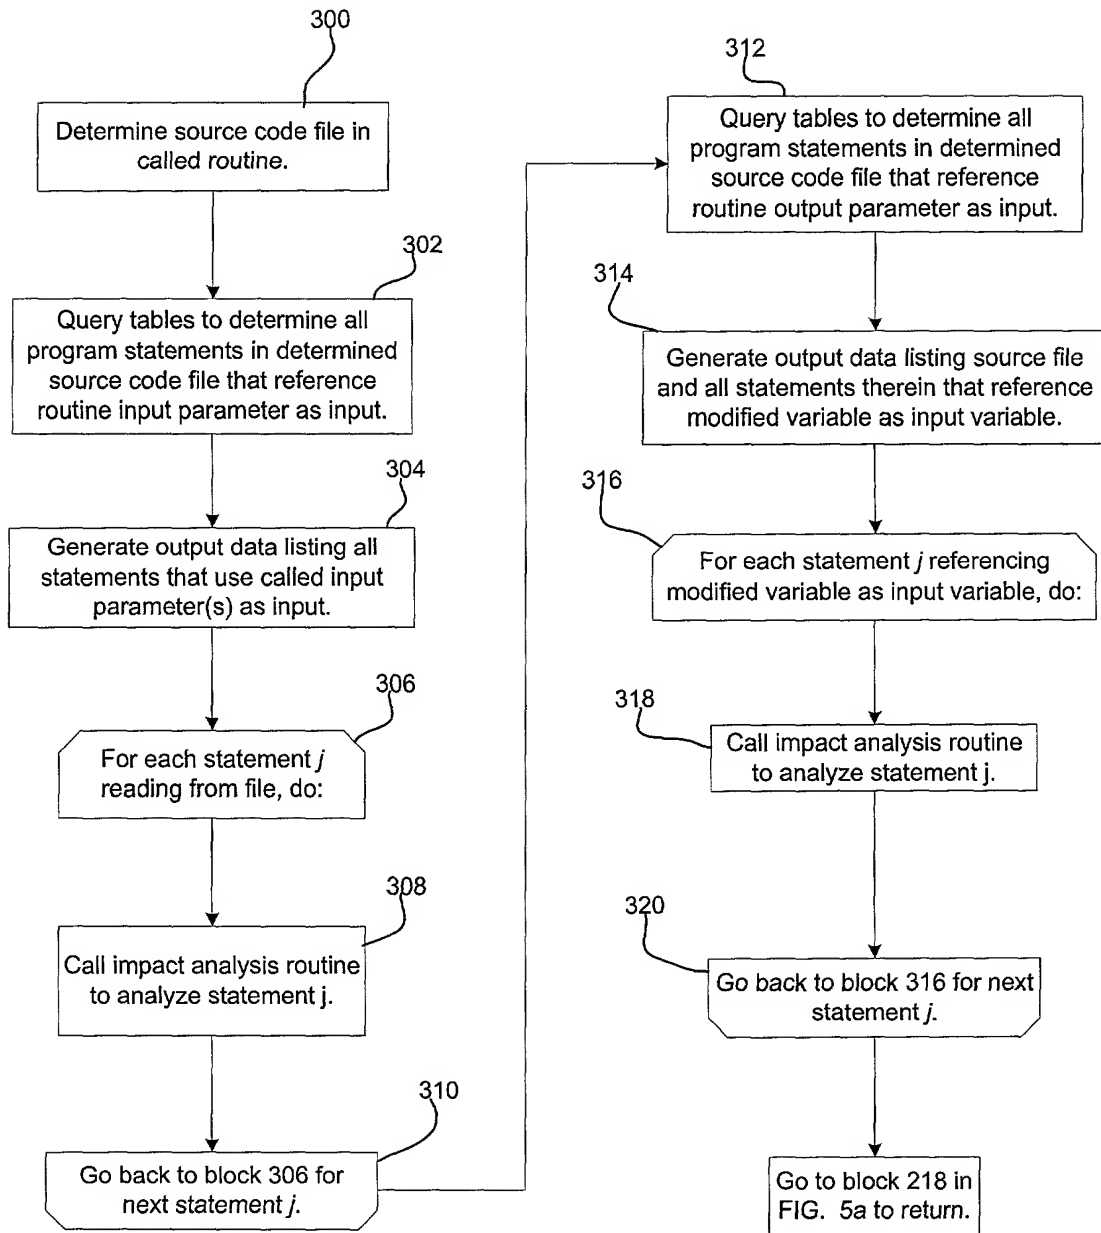 300
Determine source code file in
called routine.
302
Query tables to determine all
program statements in determined
source code file that reference
routine input parameter as input.
304
Generate output data listing all
statements that use called input
parameter(s) as input.
306
For each statement j
reading from file, do:
308
Call impact analysis routine
to analyze statement j.
310
Go back to block 306 for
next statement j.
312
Query tables to determine all
program statements in determined
source code file that reference
routine output parameter as input.
314
Generate output data listing source file
and all statements therein that reference
modified variable as input variable.
316
For each statement j referencing
modified variable as input variable, do:
318
Call impact analysis routine
to analyze statement j.
320
Go back to block 316 for next
statement j.
Go to block 218 in
FIG. 5a to return.